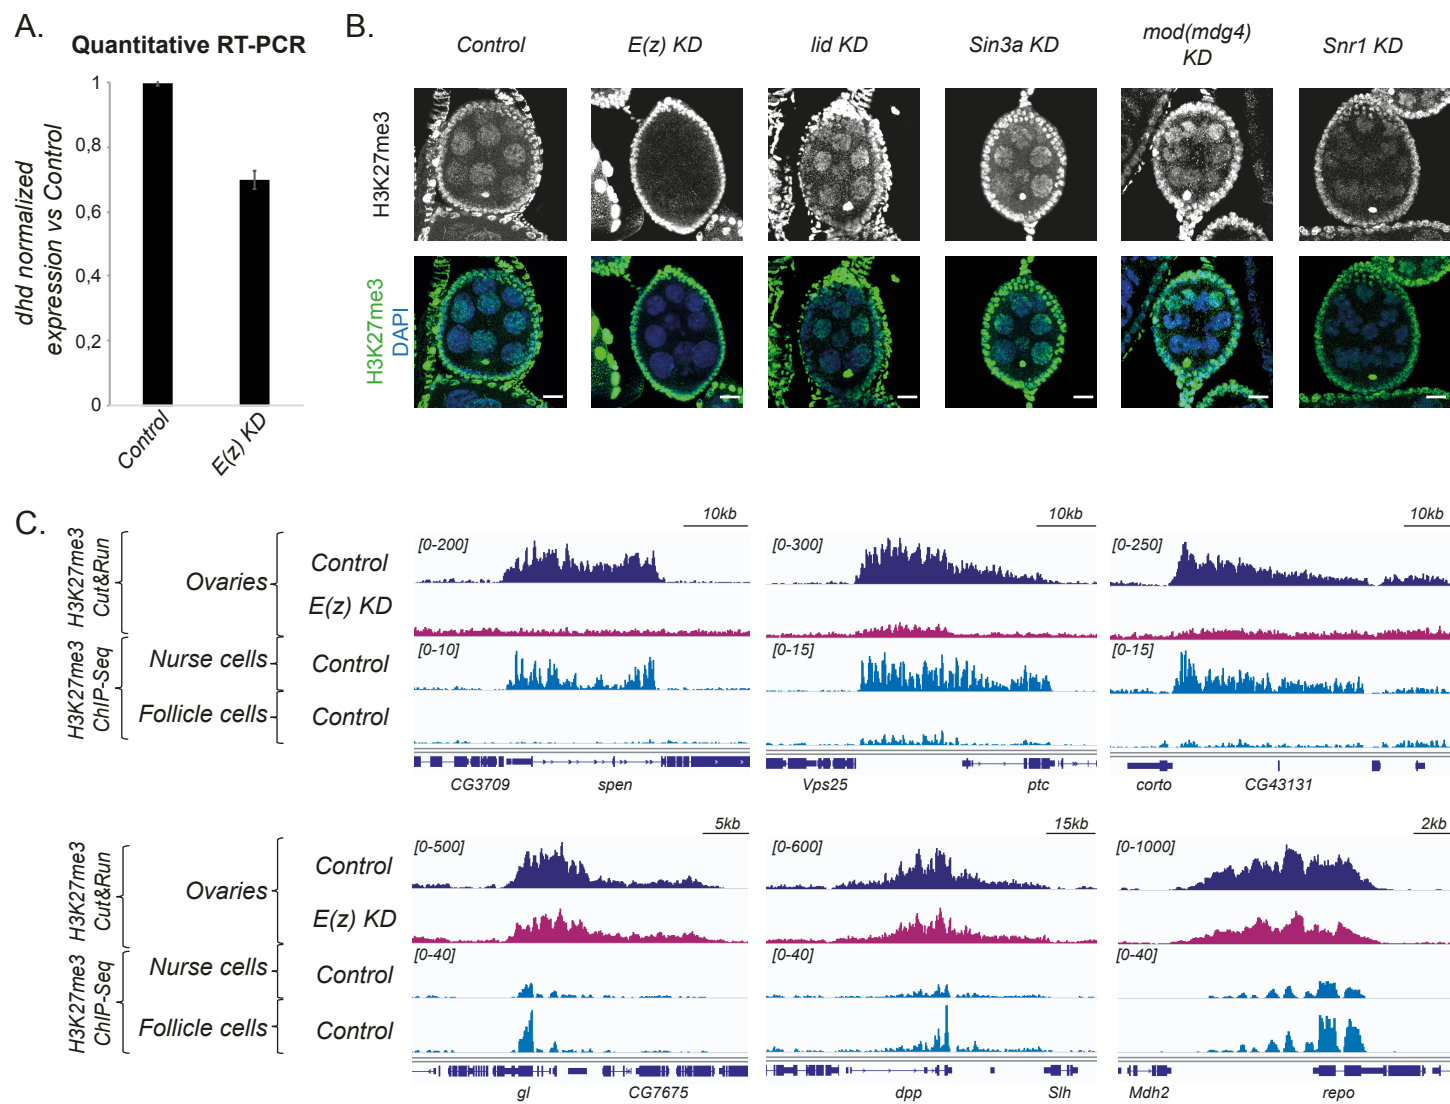 A.
Quantitative RT-PCR
dhd normalized
expression vs Control
1
0,8
0,6
0,4
0,2
0
Control
E(z) KD
B.
Control
E(z) KD
lid KD
Sin3a KD
mod(mdg4)
KD
Snr1 KD
H3K27me3
H3K27me3
DAPI
C.
10kb
10kb
10kb
H3K27me3
Cut&Run
Ovaries
Control
[0-200]
[0-300]
[0-250]
E(z) KD
H3K27me3
ChIP-Seq
Nurse cells
Control
[0-10]
[0-15]
[0-15]
Follicle cells
Control
CG3709
spen
Vps25
ptc
corto
CG43131
5kb
15kb
2kb
H3K27me3
Cut&Run
Ovaries
Control
[0-500]
[0-600]
[0-1000]
E(z) KD
H3K27me3
ChIP-Seq
Nurse cells
Control
[0-40]
[0-40]
[0-40]
Follicle cells
Control
gl
CG7675
dpp
Slh
Mdh2
repo